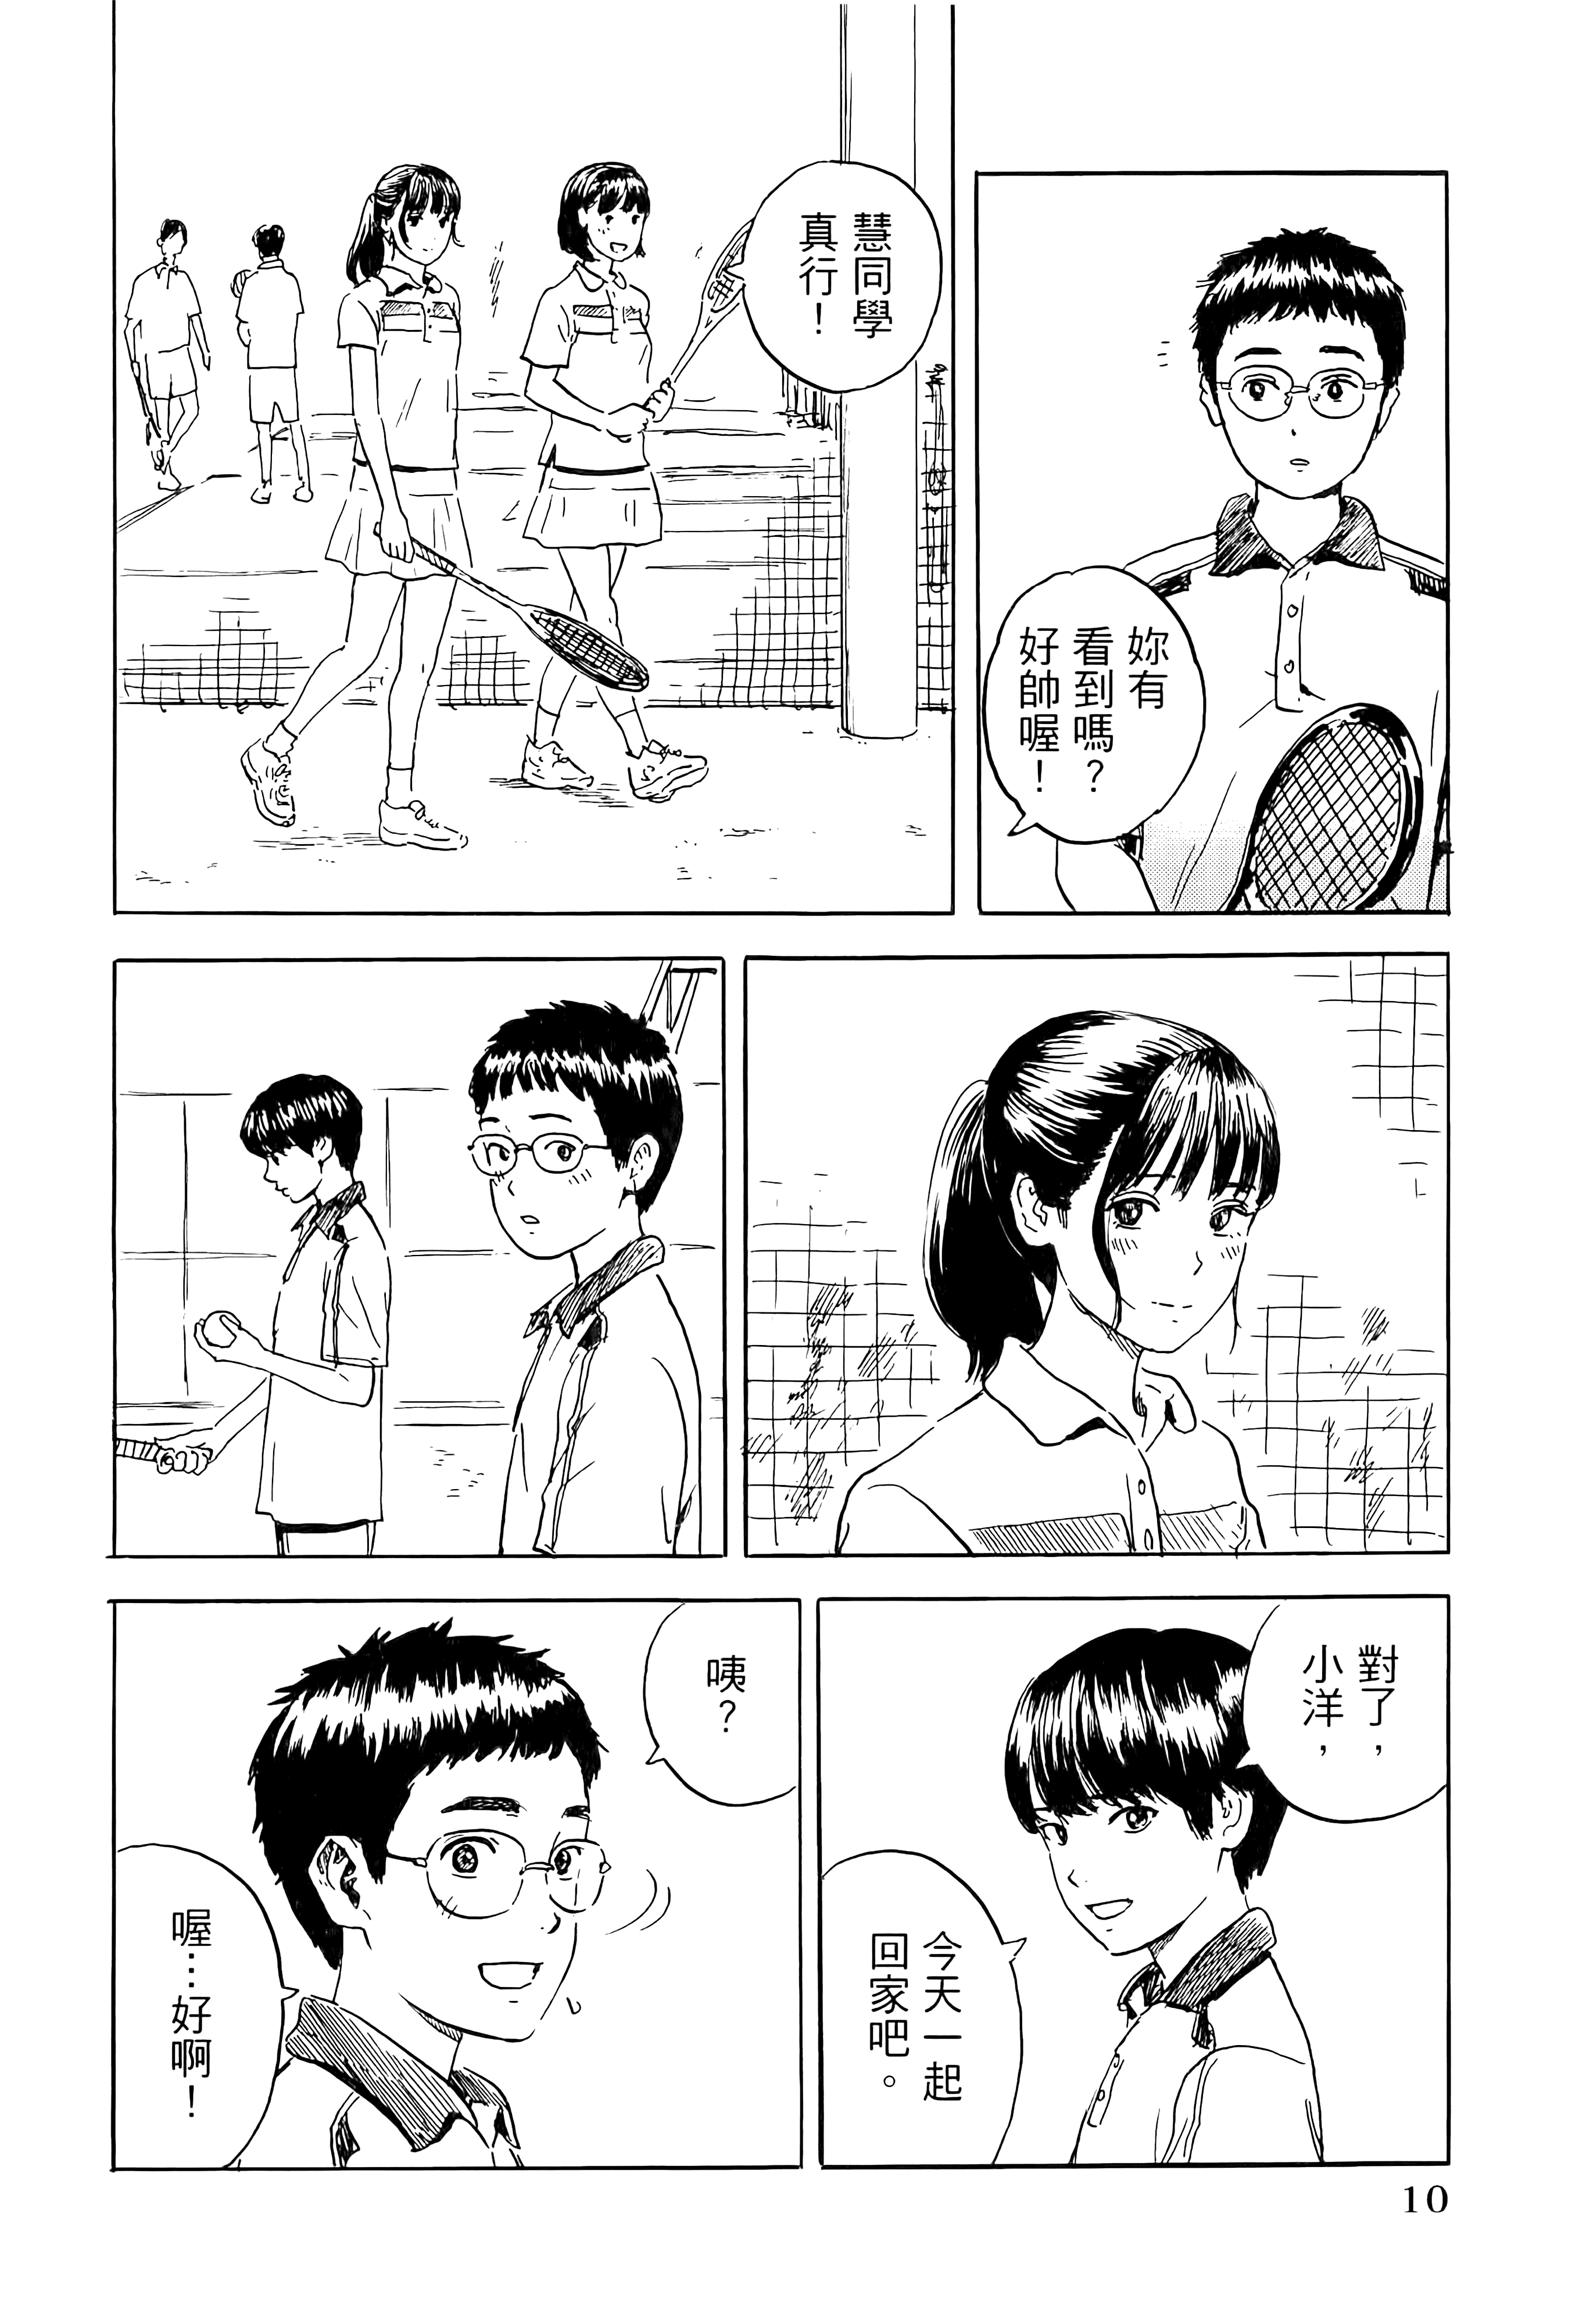 妳有
看到嗎？
好帥喔！
慧同學
真行！
對了，
小洋，
今天一起
回家吧。
咦？
喔…好啊！
10